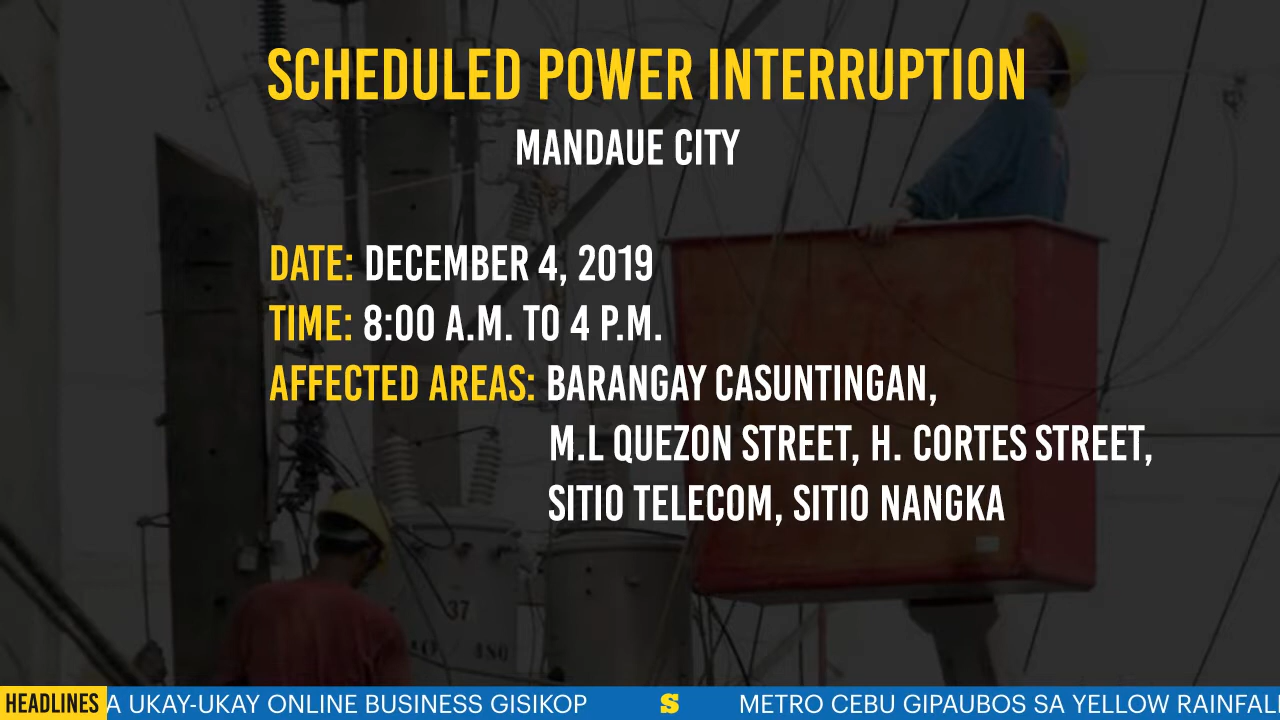 SCHEDULED POWER INTERRUPTION
MANDAUE CITY
DATE: DECEMBER 4, 2019
TIME: 8:00 A.M. TO 4 P.M.
AFFECTED AREAS: BARANGAY CASUNTINGAN,
M.L QUEZON STREET, H. CORTES STREET,
SITIO TELECOM, SITIO NANGKA
37
HEADLINES A UKAY-UKAY ONLINE BUSINESS GISIKOP S METRO CEBU GIPAUBOS SA YELLOW